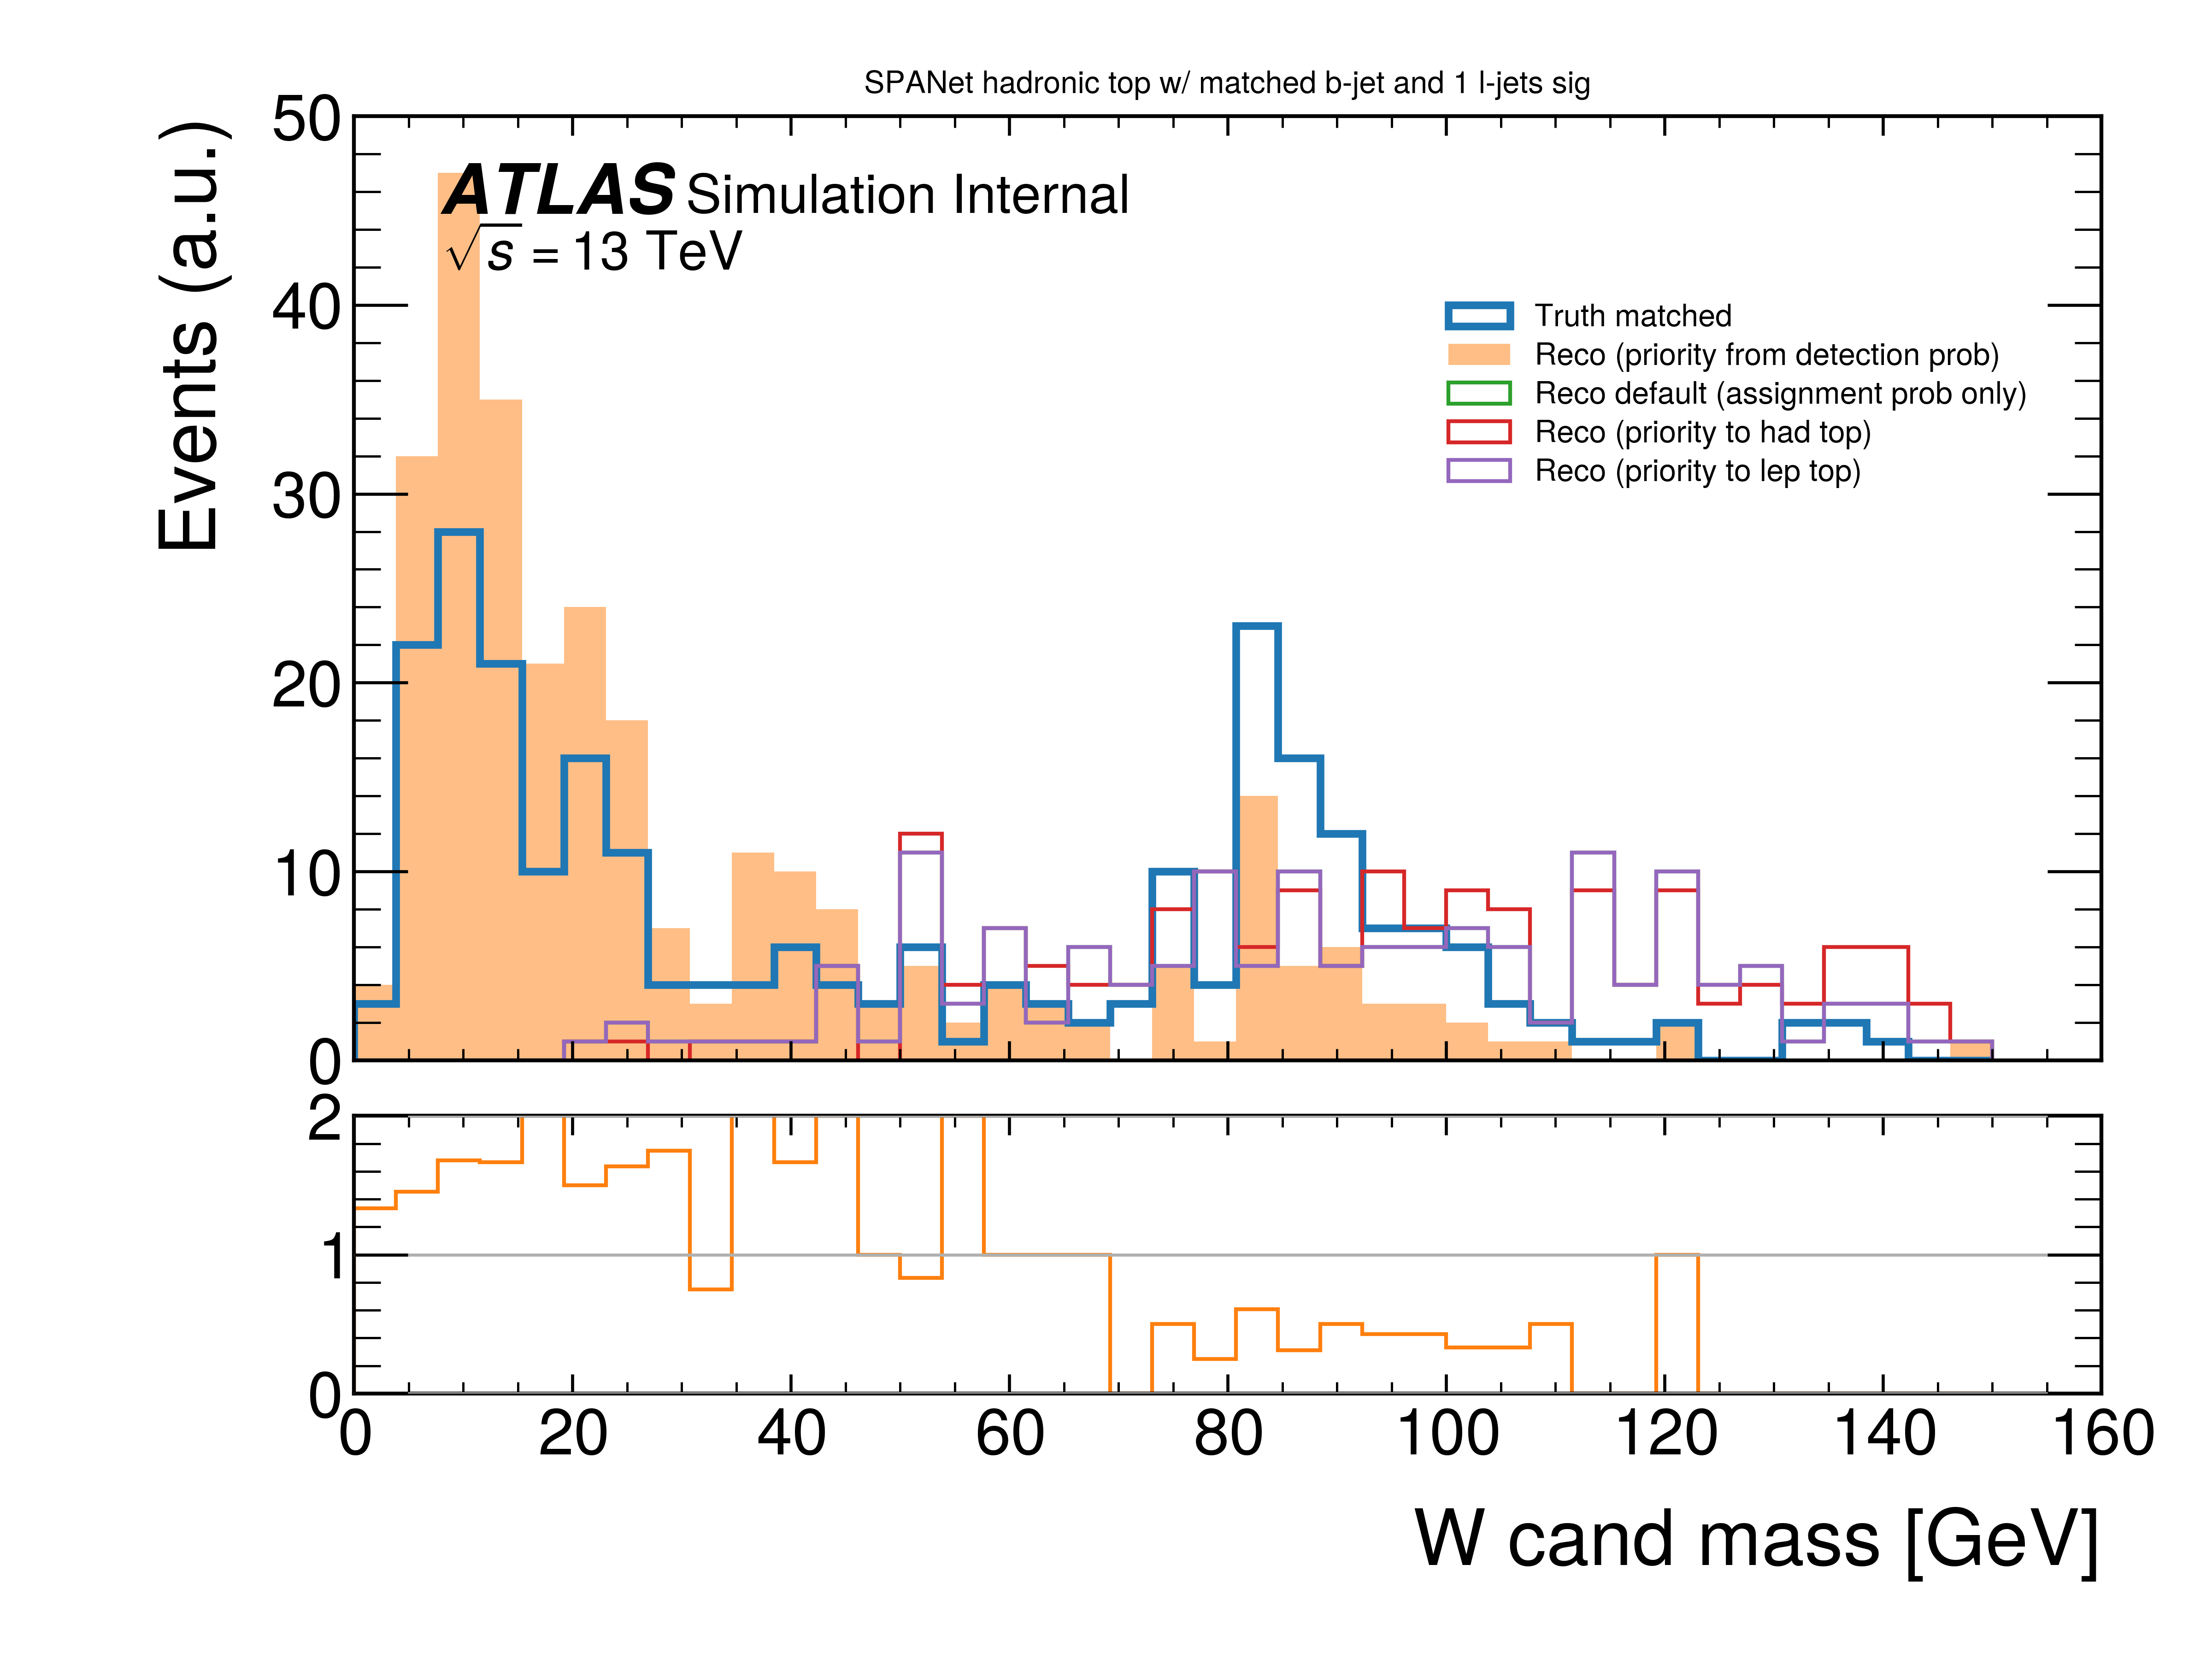 SPANet hadronic top w/ matched b-jet and 1 l-jets sig
Events (a.u.)
50
40
30
20
10
0
ATLAS Simulation Internal
√s = 13 TeV
Truth matched
Reco (priority from detection prob)
Reco default (assignment prob only)
Reco (priority to had top)
Reco (priority to lep top)
2
1
0
0 20 40 60 80 100 120 140 160
W cand mass [GeV]